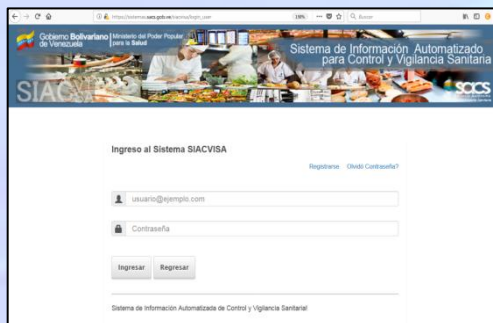 https://sistemas.sacs.gob.ve/siacvisa/login_user
Buscar
Gobierno Bolivariano
de Venezuela
Ministerio del Poder Popular
para la Salud
Sistema de Información Automatizado
para Control y Vigilancia Sanitaria
SIACVISA
SACS
Ingreso al Sistema SIACVISA
Registrarse Olvidó Contraseña?
usuario@ejemplo.com
Contraseña
Ingresar Regresar
Sistema de Información Automatizada de Control y Vigilancia Sanitaria!